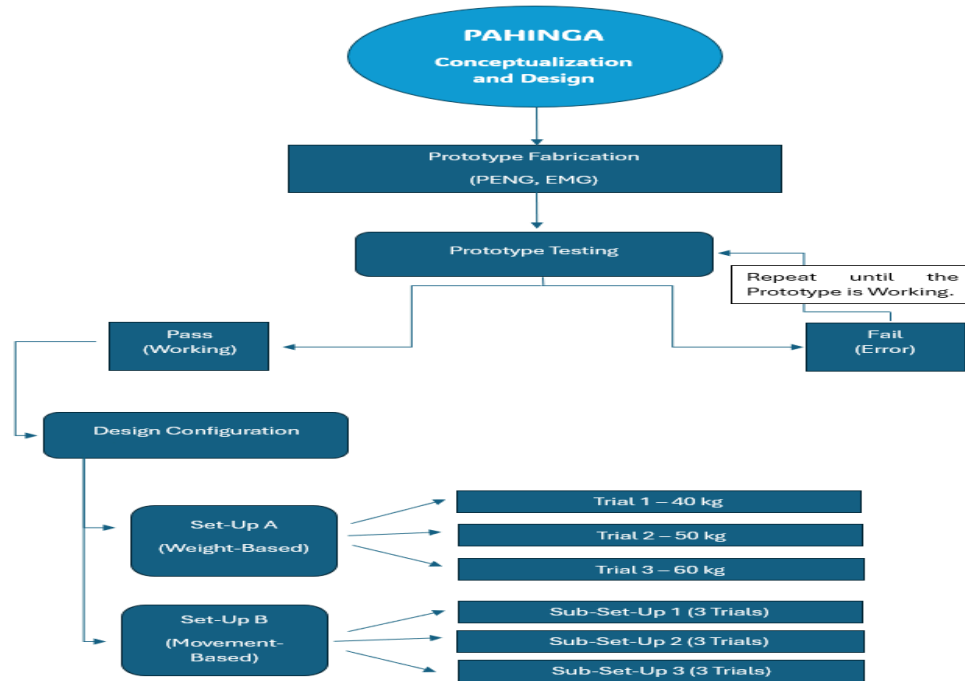 PAHINGA
Conceptualization
and Design
Prototype Fabrication
(PENG, EMG)
Prototype Testing
Repeat until the
Prototype is Working.
Pass
(Working)
Fail
(Error)
Design Configuration
Set-Up A
(Weight-Based)
Trial 1 – 40 kg
Trial 2 – 50 kg
Trial 3 – 60 kg
Set-Up B
(Movement-
Based)
Sub-Set-Up 1 (3 Trials)
Sub-Set-Up 2 (3 Trials)
Sub-Set-Up 3 (3 Trials)